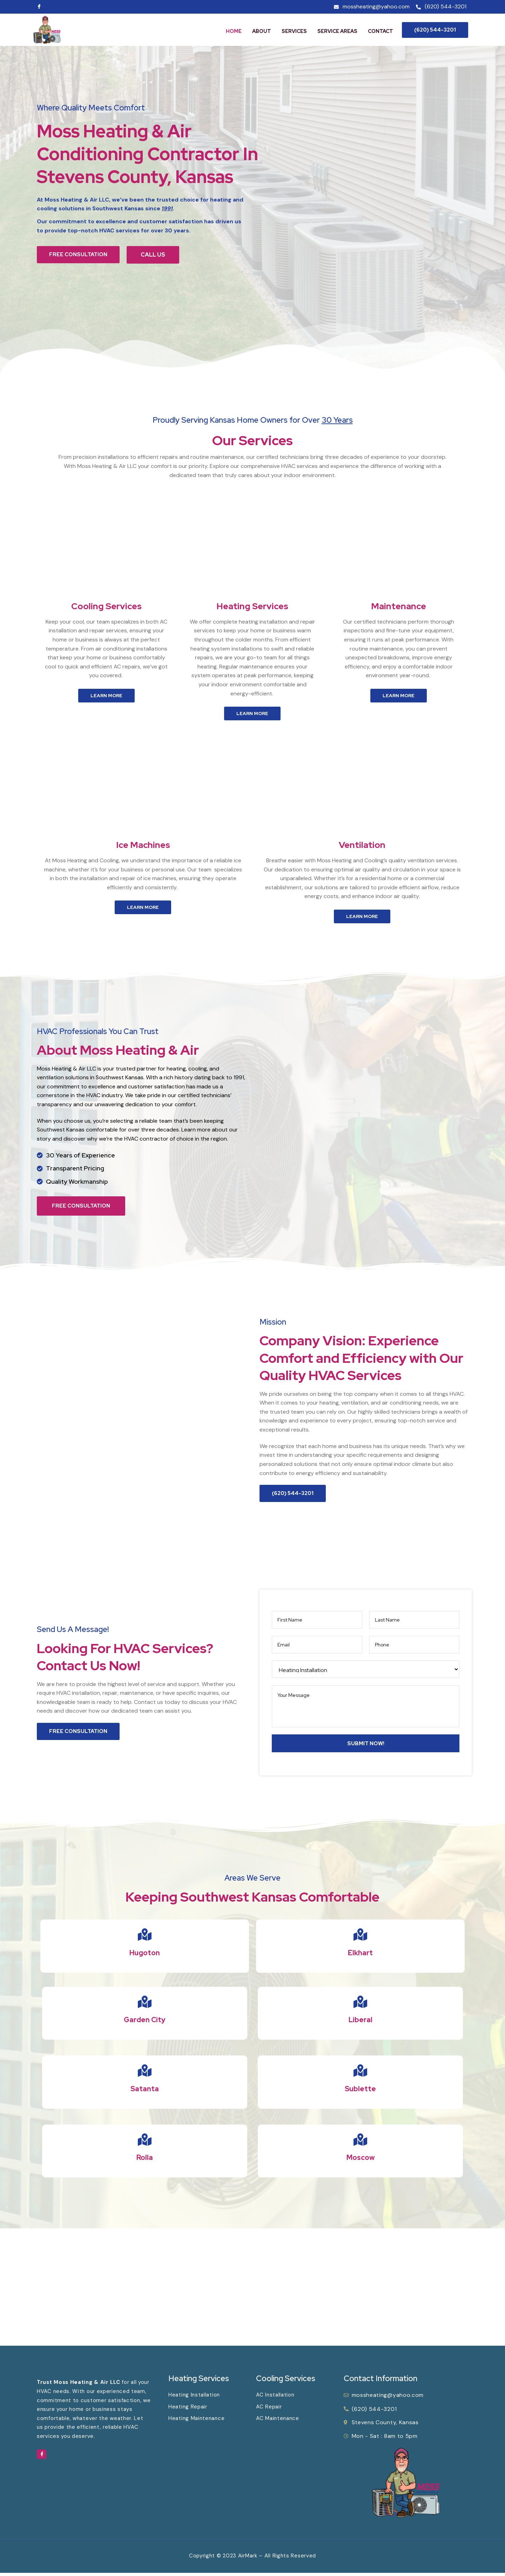 mossheating@yahoo.com
(620) 544-3201
HOME
ABOUT
SERVICES
SERVICE AREAS
CONTACT
(620) 544-3201
Where Quality Meets Comfort
Moss Heating & Air
Conditioning Contractor In
Stevens County, Kansas
At Moss Heating & Air LLC, we've been the trusted choice for heating and
cooling solutions in Southwest Kansas since 1991.
Our commitment to excellence and customer satisfaction has driven us
to provide top-notch HVAC services for over 30 years.
FREE CONSULTATION
CALL US
Proudly Serving Kansas Home Owners for Over 30 Years
Our Services
From precision installations to efficient repairs and routine maintenance, our certified technicians bring three decades of experience to your doorstep.
With Moss Heating & Air LLC your comfort is our priority. Explore our comprehensive HVAC services and experience the difference of working with a
dedicated team that truly cares about your indoor environment.
Cooling Services
Keep your cool, our team specializes in both AC
installation and repair services, ensuring your
home or business is always at the perfect
temperature. From air conditioning installations
that keep your home or business comfortably
cool to quick and efficient AC repairs, we've got
you covered.
LEARN MORE
Heating Services
We offer complete heating installation and repair
services to keep your home or business warm
throughout the colder months. From efficient
heating system installations to swift and reliable
repairs, we are your go-to team for all things
heating. Regular maintenance ensures your
system operates at peak performance, keeping
your indoor environment comfortable and
energy-efficient.
LEARN MORE
Maintenance
Our certified technicians perform thorough
inspections and fine-tune your equipment,
ensuring it runs at peak performance. With
routine maintenance, you can prevent
unexpected breakdowns, improve energy
efficiency, and enjoy a comfortable indoor
environment year-round.
LEARN MORE
Ice Machines
At Moss Heating and Cooling, we understand the importance of a reliable ice
machine, whether it's for your business or personal use. Our team specializes
in both the installation and repair of ice machines, ensuring they operate
efficiently and consistently.
LEARN MORE
Ventilation
Breathe easier with Moss Heating and Cooling's quality ventilation services.
Our dedication to ensuring optimal air quality and circulation in your space is
unparalleled. Whether it's for a residential home or a commercial
establishment, our solutions are tailored to provide efficient airflow, reduce
energy costs, and enhance indoor air quality.
LEARN MORE
HVAC Professionals You Can Trust
About Moss Heating & Air
Moss Heating & Air LLC is your trusted partner for heating, cooling, and
ventilation solutions in Southwest Kansas. With a rich history dating back to 1991,
our commitment to excellence and customer satisfaction has made us a
cornerstone in the HVAC industry. We take pride in our certified technicians'
transparency and our unwavering dedication to your comfort.
When you choose us, you're selecting a reliable team that's been keeping
Southwest Kansas comfortable for over three decades. Learn more about our
story and discover why we're the HVAC contractor of choice in the region.
30 Years of Experience
Transparent Pricing
Quality Workmanship
FREE CONSULTATION
Mission
Company Vision: Experience
Comfort and Efficiency with Our
Quality HVAC Services
We pride ourselves on being the top company when it comes to all things HVAC.
When it comes to your heating, ventilation, and air conditioning needs, we are
the trusted team you can rely on. Our highly skilled technicians brings a wealth of
knowledge and experience to every project, ensuring top-notch service and
exceptional results.
We recognize that each home and business has its unique needs. That's why we
invest time in understanding your specific requirements and designing
personalized solutions that not only ensure optimal indoor climate but also
contribute to energy efficiency and sustainability.
(620) 544-3201
Send Us A Message!
Looking For HVAC Services?
Contact Us Now!
We are here to provide the highest level of service and support. Whether you
require HVAC installation, repair, maintenance, or have specific inquiries, our
knowledgeable team is ready to help. Contact us today to discuss your HVAC
needs and discover how our dedicated team can assist you.
FREE CONSULTATION
First Name
Last Name
Email
Phone
Heating Installation
Your Message
SUBMIT NOW!
Areas We Serve
Keeping Southwest Kansas Comfortable
Hugoton
Elkhart
Garden City
Liberal
Satanta
Sublette
Rolla
Moscow
Trust Moss Heating & Air LLC for all your
HVAC needs. With our experienced team,
commitment to customer satisfaction, we
ensure your home or business stays
comfortable, whatever the weather. Let
us provide the efficient, reliable HVAC
services you deserve.
Heating Services
Heating Installation
Heating Repair
Heating Maintenance
Cooling Services
AC Installation
AC Repair
AC Maintenance
Contact Information
mossheating@yahoo.com
(620) 544-3201
Stevens County, Kansas
Mon - Sat : 8am to 5pm
Copyright © 2023 AirMark – All Rights Reserved